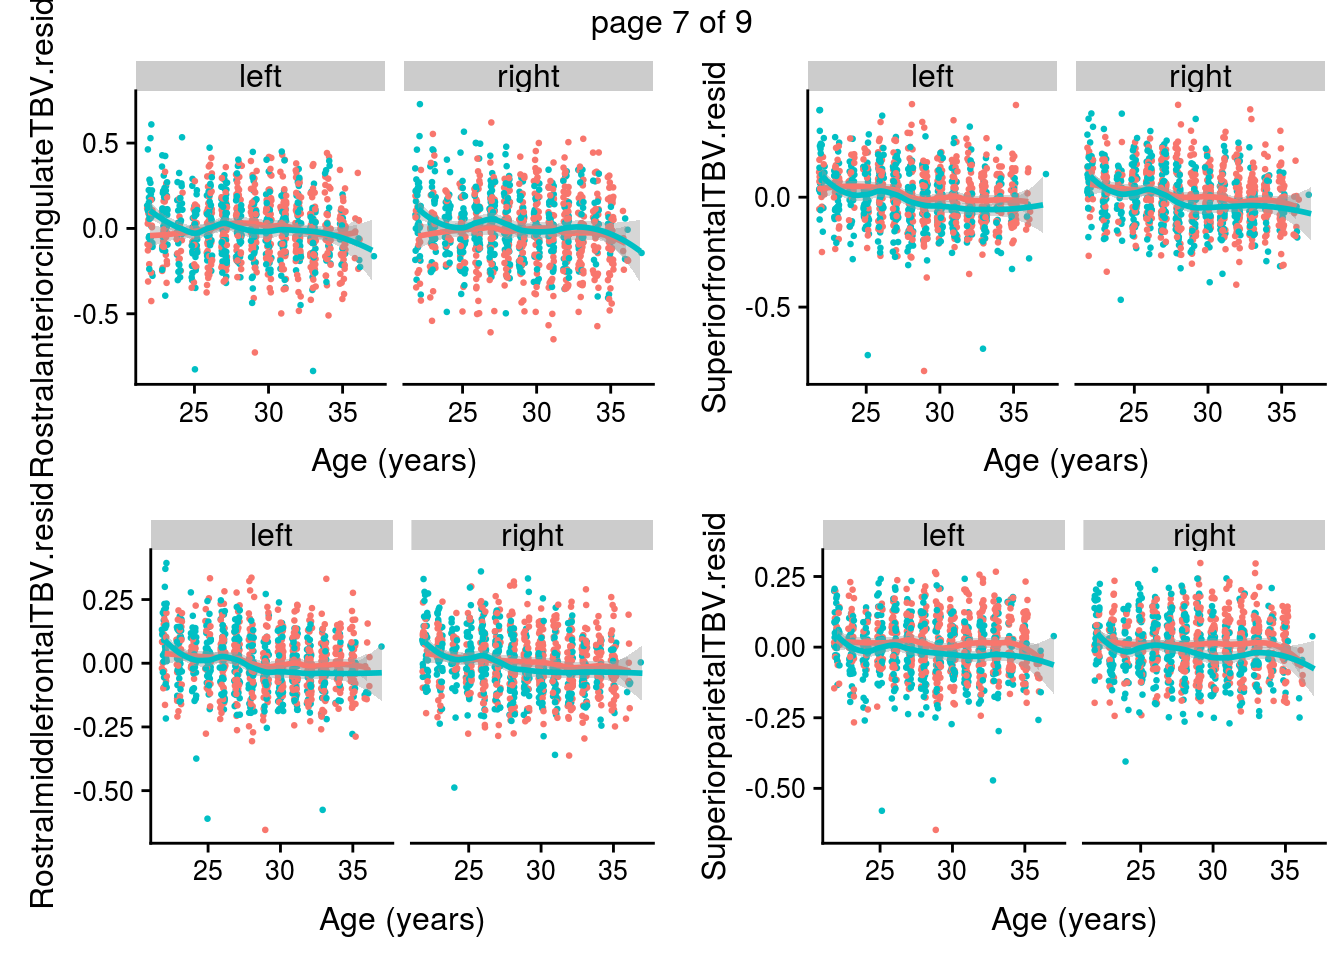 page 7 of 9
RostralanteriorcingulateTBV.resid
left
right
0.5
0.0
-0.5
25
30
35
25
30
35
Age (years)
SuperiorfrontalTBV.resid
left
right
0.0
-0.5
25
30
35
25
30
35
Age (years)
RostralmiddlefrontalTBV.resid
left
right
0.25
0.00
-0.25
-0.50
25
30
35
25
30
35
Age (years)
SuperiorparietalTBV.resid
left
right
0.25
0.00
-0.25
-0.50
25
30
35
25
30
35
Age (years)